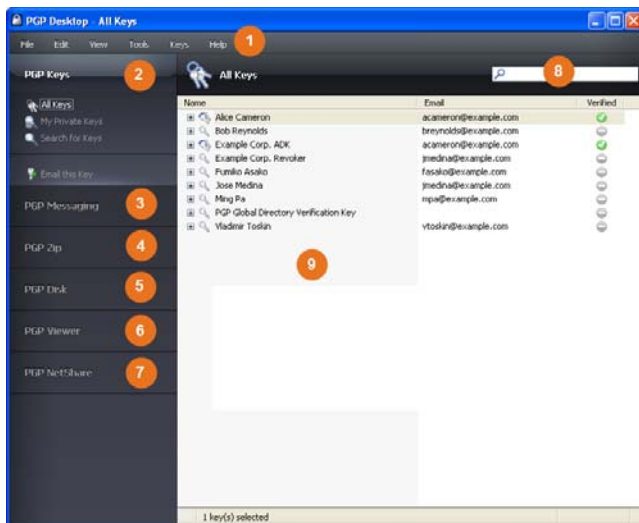 PGP Desktop - All Keys
File Edit View Tools Keys Help 1
PGP Keys 2
All Keys 8
All Keys
My Private Keys
Search for Keys
Email this Key
PGP Messaging 3
PGP Zip 4
PGP Disk 5
PGP Viewer 6
PGP NetShare 7
Name Email Verified
Alice Cameron acameron@example.com
Bob Reynolds breynolds@example.com
Example Corp. ADK acameron@example.com
Example Corp. Revoker jmedina@example.com
Fumiko Asako fasako@example.com
Jose Medina jmedina@example.com
Ming Pa mpa@example.com
PGP Global Directory Verification Key
Vladimir Toskin vtoskin@example.com
9
1 key(s) selected